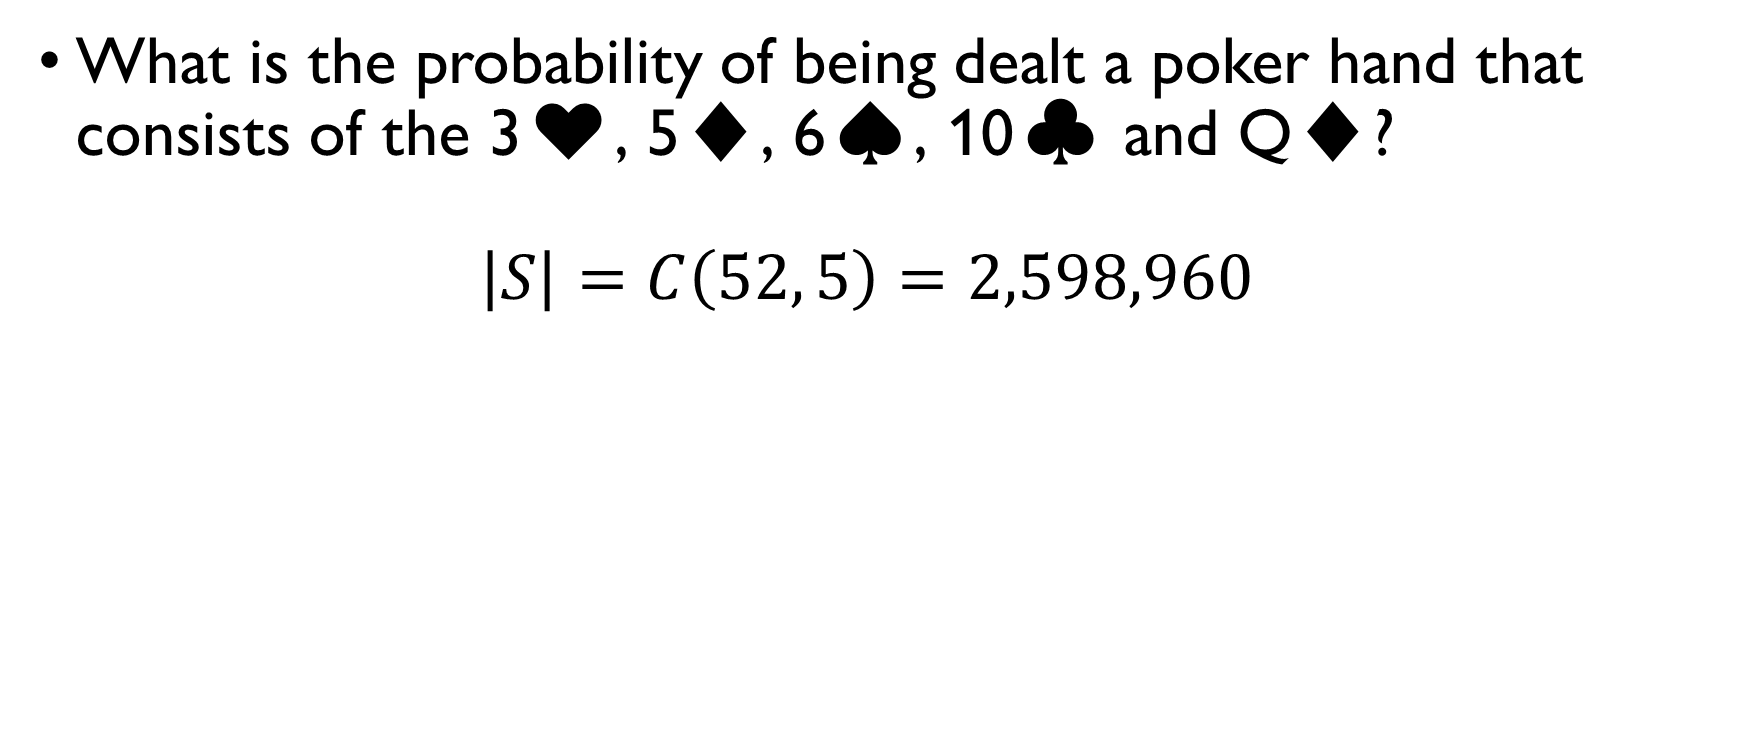 • What is the probability of being dealt a poker hand that
consists of the 3 ♥, 5 ♦, 6 ♠, 10 ♣ and Q ♦?
|S| = C(52, 5) = 2,598,960